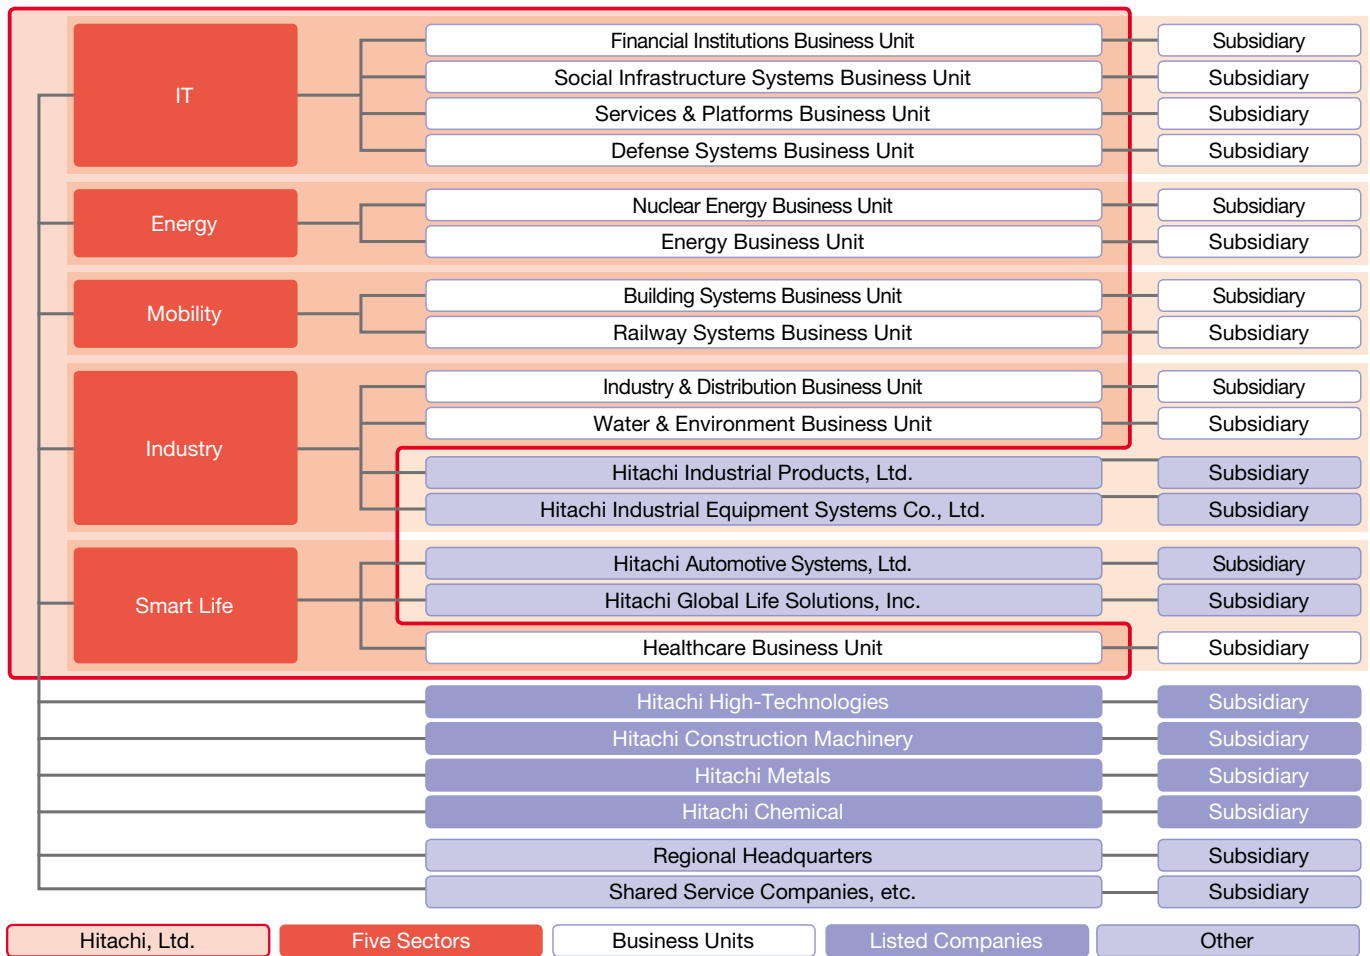 IT
Financial Institutions Business Unit
Subsidiary
Social Infrastructure Systems Business Unit
Subsidiary
Services & Platforms Business Unit
Subsidiary
Defense Systems Business Unit
Subsidiary
Energy
Nuclear Energy Business Unit
Subsidiary
Energy Business Unit
Subsidiary
Mobility
Building Systems Business Unit
Subsidiary
Railway Systems Business Unit
Subsidiary
Industry
Industry & Distribution Business Unit
Subsidiary
Water & Environment Business Unit
Subsidiary
Hitachi Industrial Products, Ltd.
Subsidiary
Hitachi Industrial Equipment Systems Co., Ltd.
Subsidiary
Smart Life
Hitachi Automotive Systems, Ltd.
Subsidiary
Hitachi Global Life Solutions, Inc.
Subsidiary
Healthcare Business Unit
Subsidiary
Hitachi High-Technologies
Subsidiary
Hitachi Construction Machinery
Subsidiary
Hitachi Metals
Subsidiary
Hitachi Chemical
Subsidiary
Regional Headquarters
Subsidiary
Shared Service Companies, etc.
Subsidiary
Hitachi, Ltd.
Five Sectors
Business Units
Listed Companies
Other